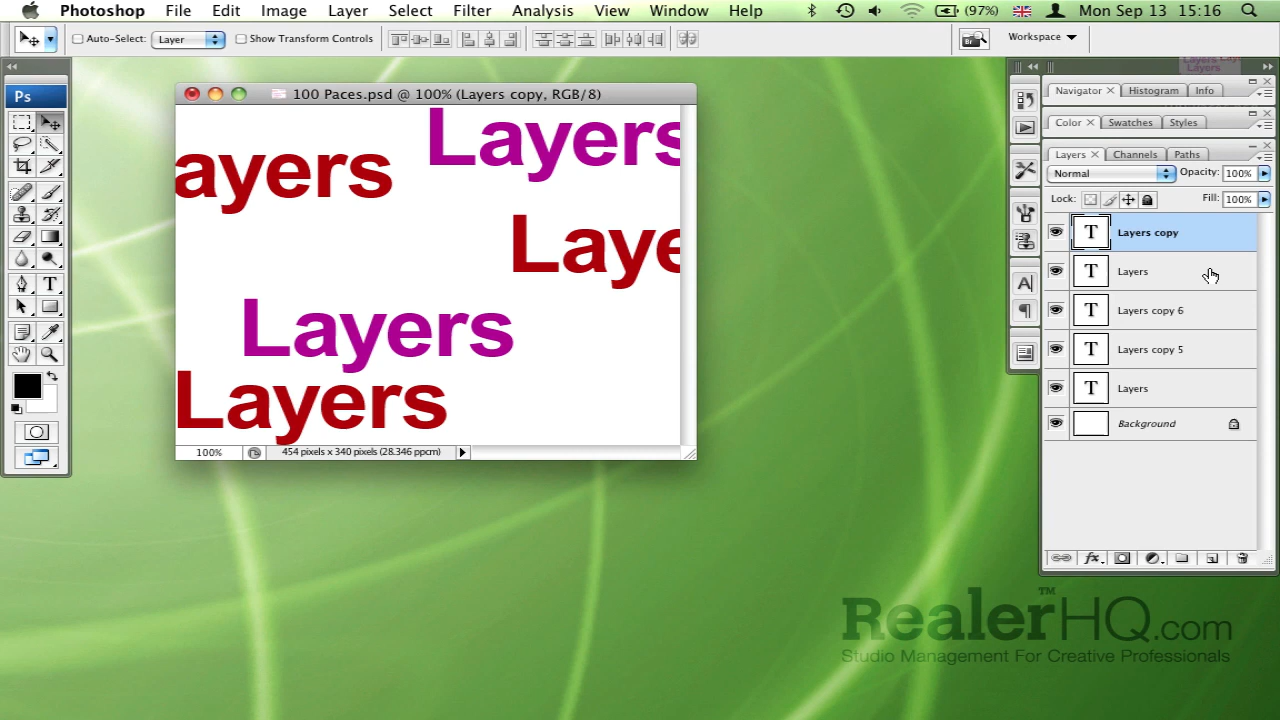 Photoshop File Edit Image Layer Select Filter Analysis View Window Help (97%) Mon Sep 13 15:16
Auto-Select: Layer Show Transform Controls Workspace
Ps
100 Paces.psd @ 100% (Layers copy, RGB/8)
Layers
ayers
Laye
Layers
Layers
100% 454 pixels x 340 pixels (28.346 ppcm)
Navigator Histogram Info
Color Swatches Styles
Layers Channels Paths
Normal Opacity: 100%
Lock: Fill: 100%
T Layers copy
T Layers
T Layers copy 6
T Layers copy 5
T Layers
Background
RealerHQ.com™
Studio Management For Creative Professionals